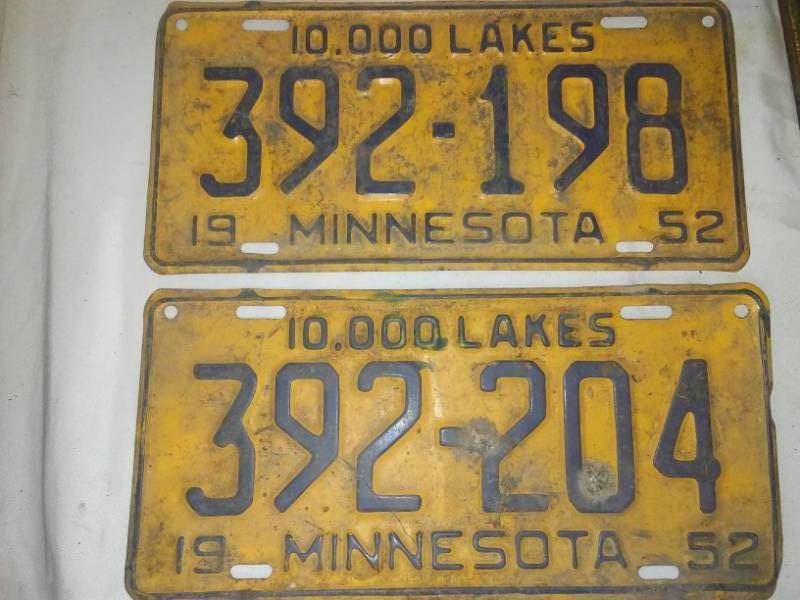 10,000 LAKES
392-198
19 MINNESOTA 52
10,000 LAKES
392-204
19 MINNESOTA 52